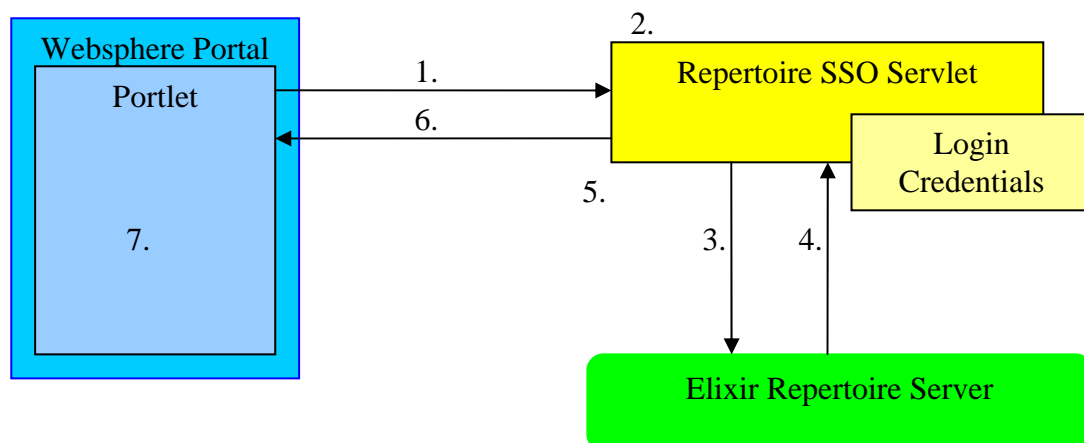 Websphere Portal
Portlet
7.
1.
6.
2.
Repertoire SSO Servlet
Login
Credentials
5.
3.
4.
Elixir Repertoire Server